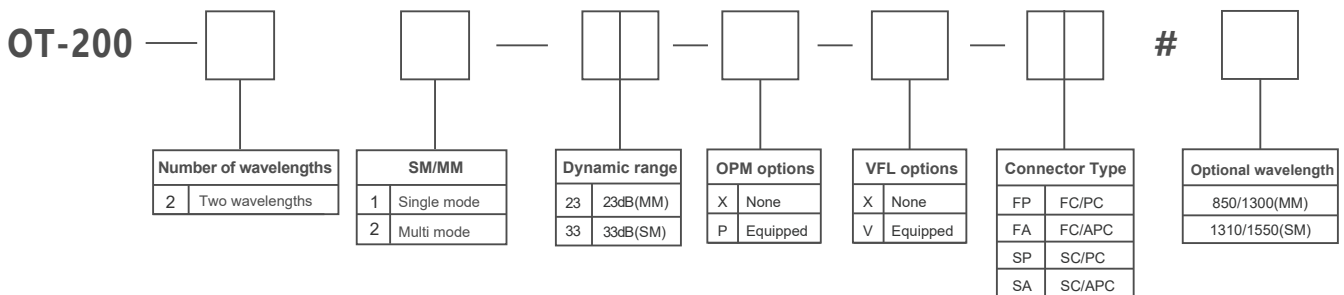 OT-200 — — — — — #
Number of wavelengths
2 Two wavelengths
SM/MM
1 Single mode
2 Multi mode
Dynamic range
23 23dB(MM)
33 33dB(SM)
OPM options
X None
P Equipped
VFL options
X None
V Equipped
Connector Type
FP FC/PC
FA FC/APC
SP SC/PC
SA SC/APC
Optional wavelength
850/1300(MM)
1310/1550(SM)